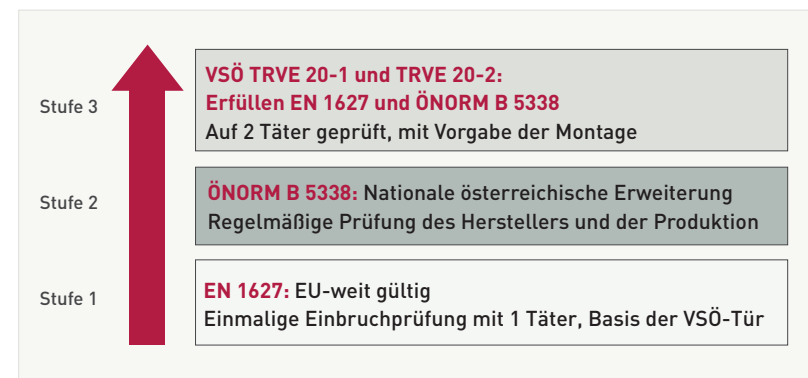 Stufe 3
VSÖ TRVE 20-1 und TRVE 20-2:
Erfüllen EN 1627 und ÖNORM B 5338
Auf 2 Täter geprüft, mit Vorgabe der Montage
Stufe 2
ÖNORM B 5338: Nationale österreichische Erweiterung
Regelmäßige Prüfung des Herstellers und der Produktion
Stufe 1
EN 1627: EU-weit gültig
Einmalige Einbruchprüfung mit 1 Täter, Basis der VSÖ-Tür